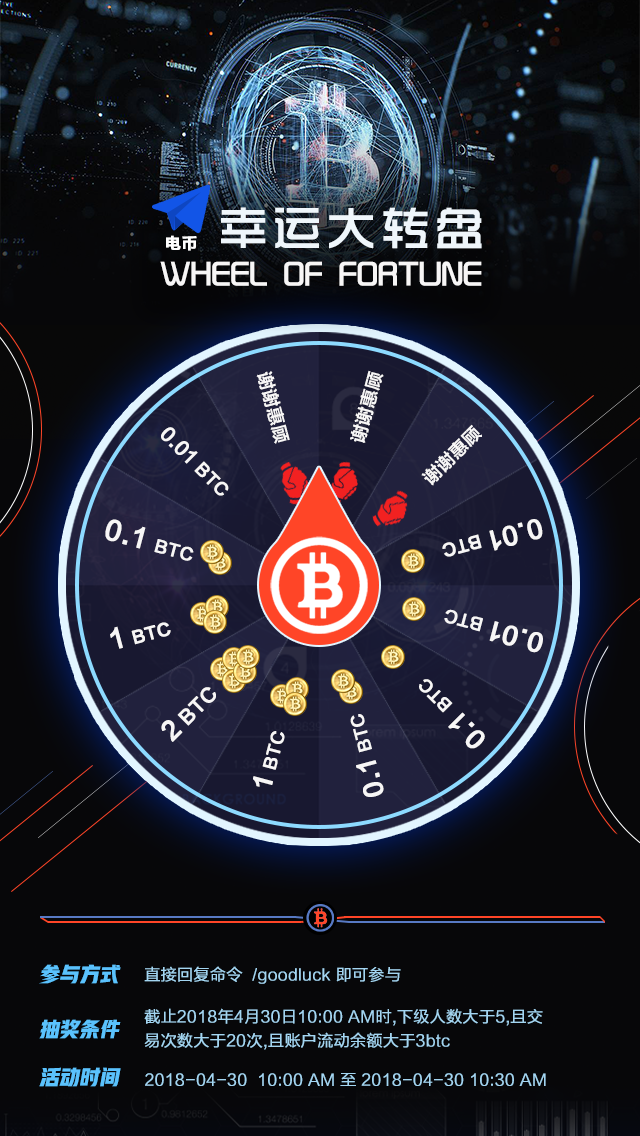 CURRENCY
电币
幸运大转盘
WHEEL OF FORTUNE
谢谢惠顾
谢谢惠顾
谢谢惠顾
0.01 BTC
0.01 BTC
0.1 BTC
0.1 BTC
1 BTC
2 BTC
1 BTC
0.1 BTC
0.01 BTC
参与方式
直接回复命令 /goodluck 即可参与
抽奖条件
截止2018年4月30日10:00 AM时,下级人数大于5,且交
易次数大于20次,且账户流动余额大于3btc
活动时间
2018-04-30 10:00 AM 至 2018-04-30 10:30 AM